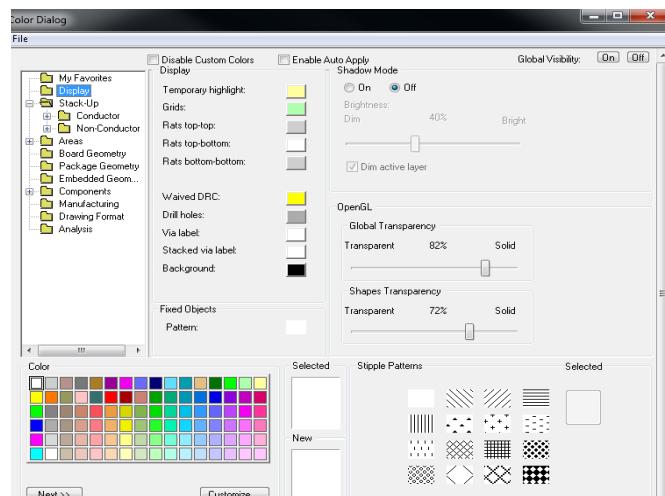 Color Dialog
File
Disable Custom Colors
Enable Auto Apply
Global Visibility:
On
Off
My Favorites
Display
Stack-Up
Conductor
Non-Conductor
Areas
Board Geometry
Package Geometry
Embedded Geom...
Components
Manufacturing
Drawing Format
Analysis
Display
Temporary highlight:
Grids:
Rats top-top:
Rats top-bottom:
Rats bottom-bottom:
Waived DRC:
Drill holes:
Via label:
Stacked via label:
Background:
Fixed Objects
Pattern:
Shadow Mode
On
Off
Brightness:
Dim
40%
Bright
Dim active layer
OpenGL
Global Transparency
Transparent
82%
Solid
Shapes Transparency
Transparent
72%
Solid
Color
Selected
New
Stipple Patterns
Selected
Next >>
Customize